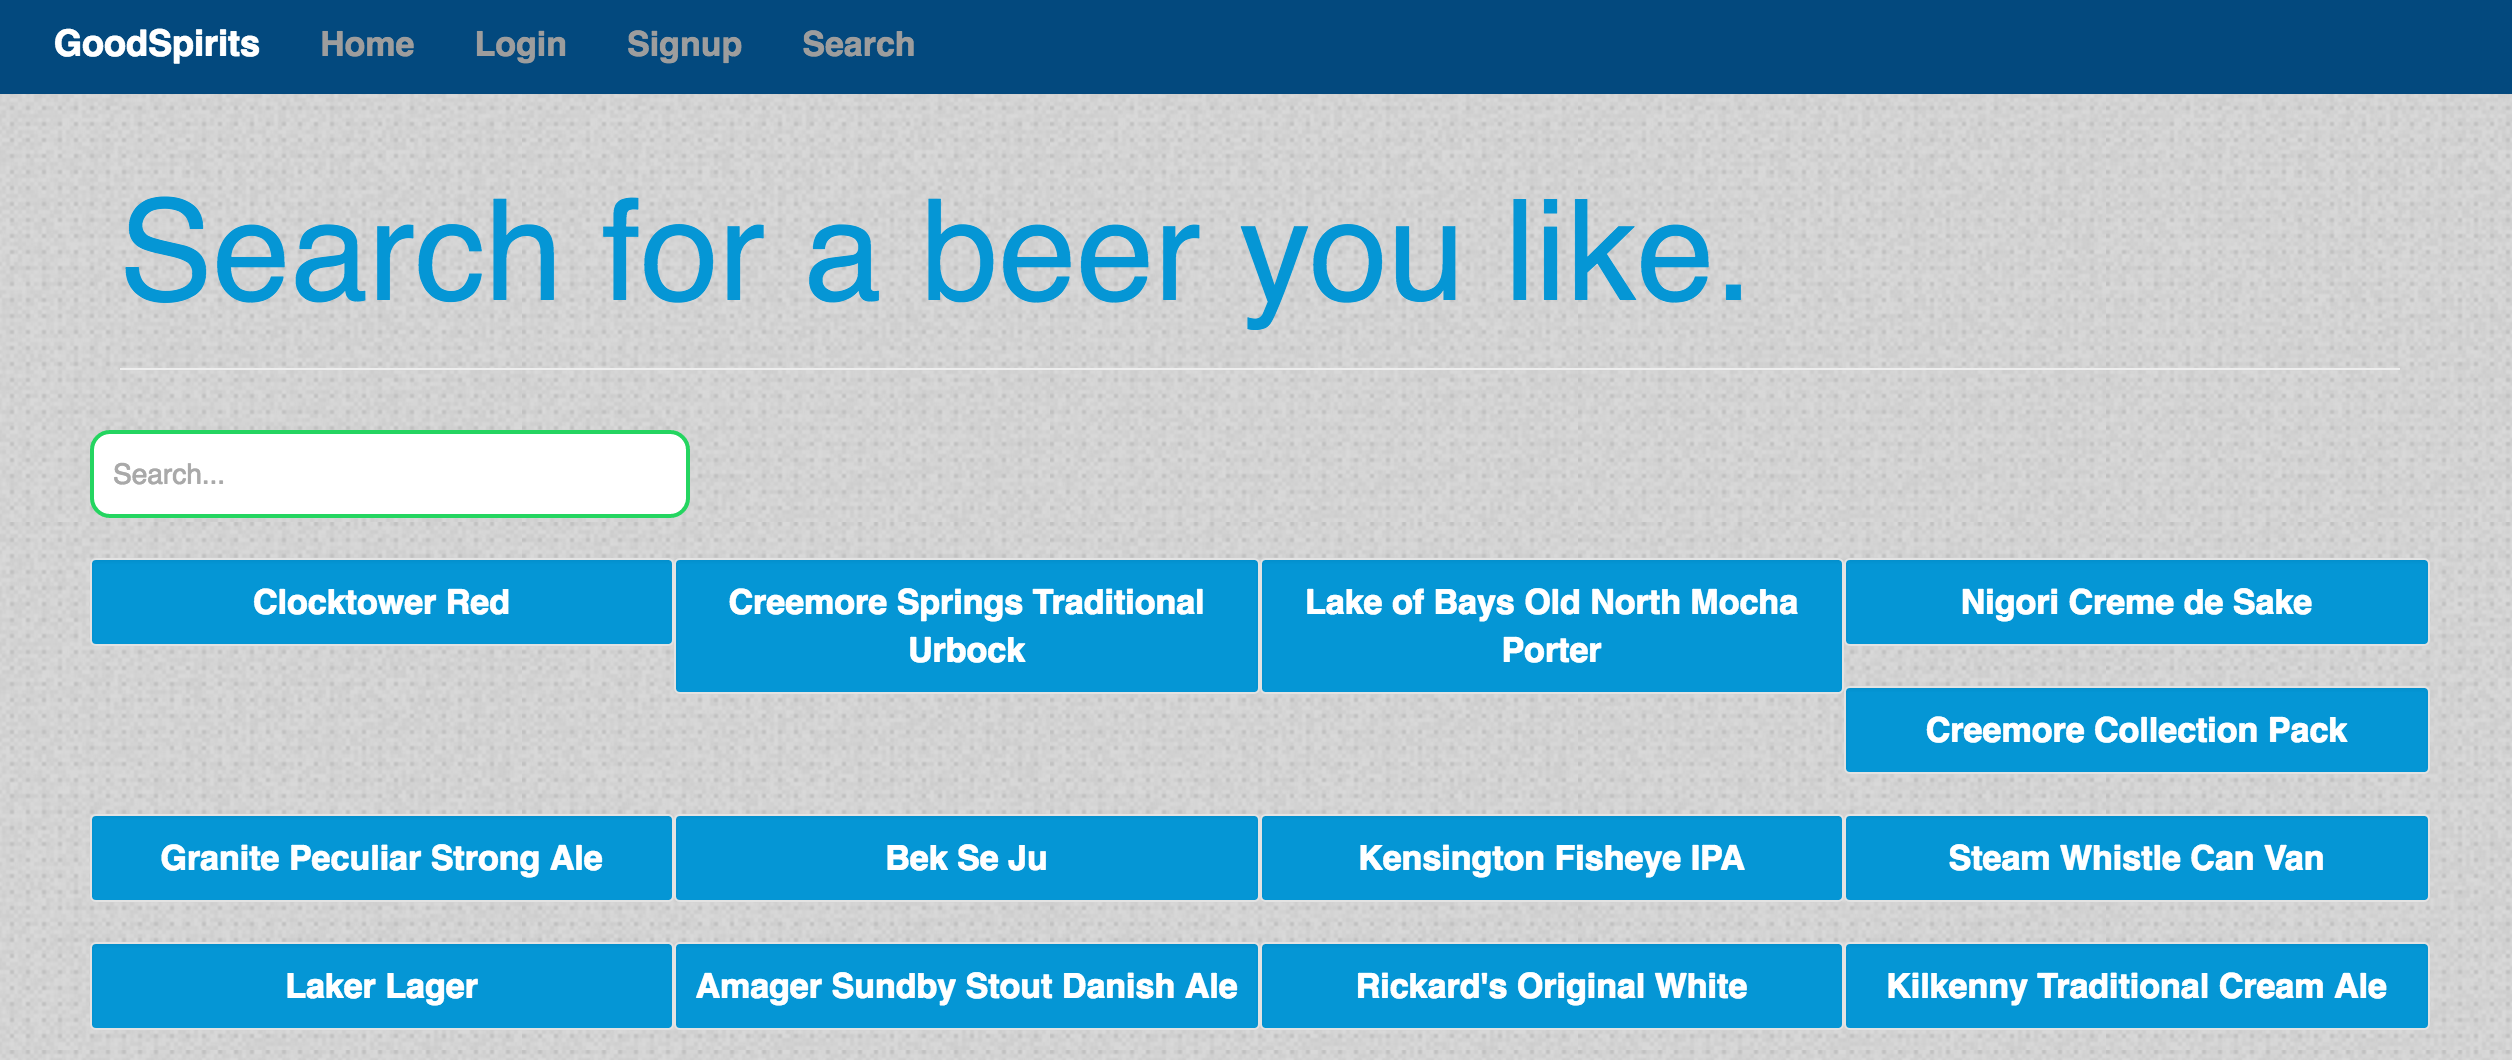 GoodSpirits Home Login Signup Search
Search for a beer you like.
Search...
Clocktower Red
Creemore Springs Traditional
Urbock
Lake of Bays Old North Mocha
Porter
Nigori Creme de Sake
Creemore Collection Pack
Granite Peculiar Strong Ale
Bek Se Ju
Kensington Fisheye IPA
Steam Whistle Can Van
Laker Lager
Amager Sundby Stout Danish Ale
Rickard's Original White
Kilkenny Traditional Cream Ale